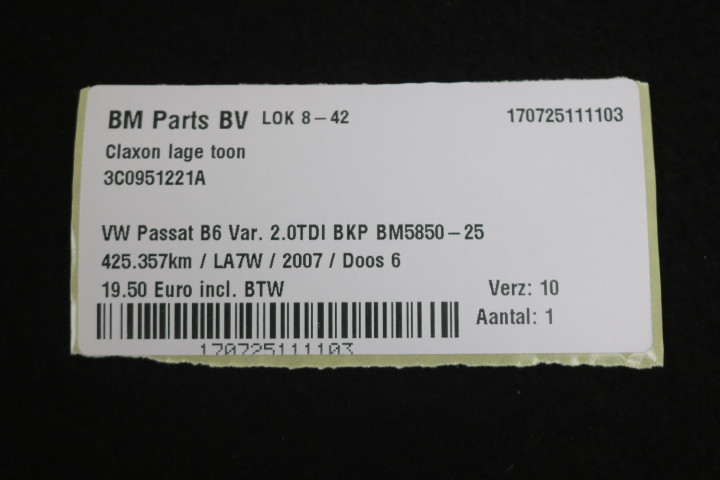 BM Parts BV LOK 8-42 170725111103
Claxon lage toon
3C0951221A
VW Passat B6 Var. 2.0TDI BKP BM5850-25
425.357km / LA7W / 2007 / Doos 6
19.50 Euro incl. BTW Verz: 10
Aantal: 1
170725111103